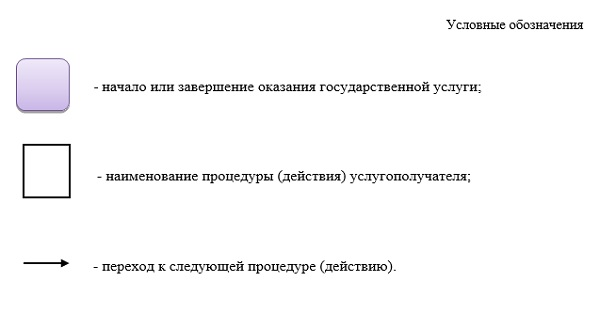 Условные обозначения
- начало или завершение оказания государственной услуги;
- наименование процедуры (действия) услугополучателя;
- переход к следующей процедуре (действию).